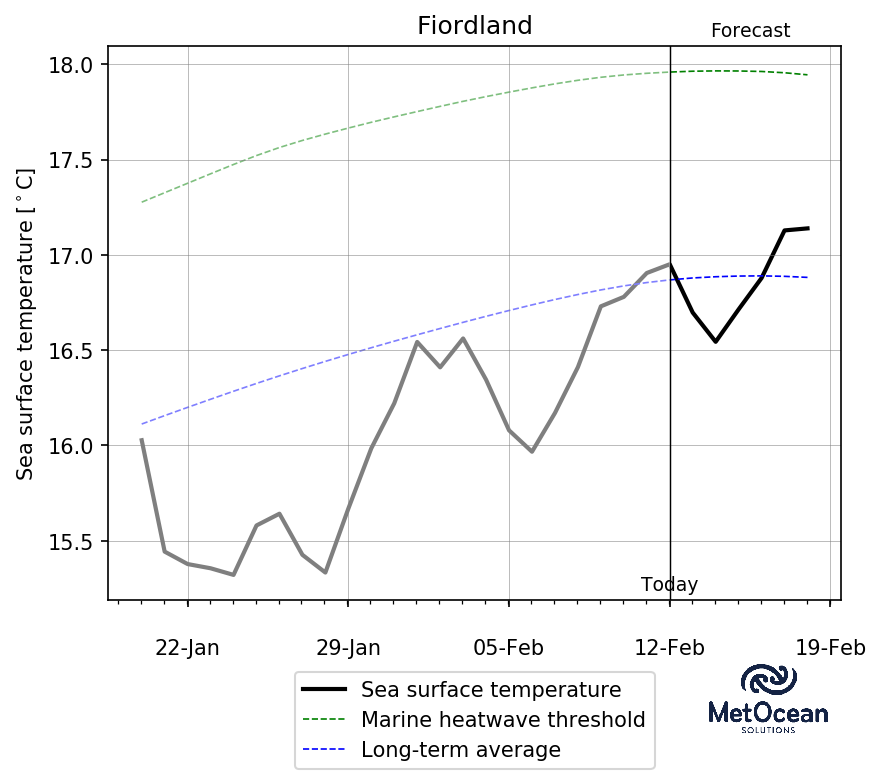 Fiordland
Forecast
Sea surface temperature [°C]
18.0
17.5
17.0
16.5
16.0
15.5
Today
22-Jan 29-Jan 05-Feb 12-Feb 19-Feb
Sea surface temperature
Marine heatwave threshold
Long-term average
MetOcean
SOLUTIONS